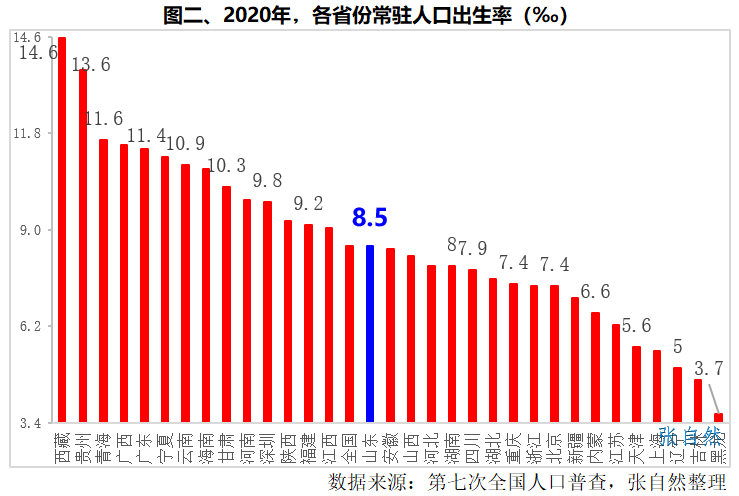 图二、2020年，各省份常驻人口出生率（‰）
14.6
11.8
9.0
6.2
3.4
14.6
13.6
11.6
11.4
10.9
10.3
9.8
9.2
8.5
8
7.9
7.4
7.4
6.6
5.6
5
3.7
西藏
贵州
青海
广西
广东
宁夏
云南
海南
甘肃
河南
深圳
陕西
福建
江西
全国
山东
安徽
山西
河北
湖南
四川
湖北
重庆
浙江
北京
新疆
内蒙
江苏
天津
上海
辽宁
吉林
黑龙
张自然
数据来源：第七次全国人口普查，张自然整理